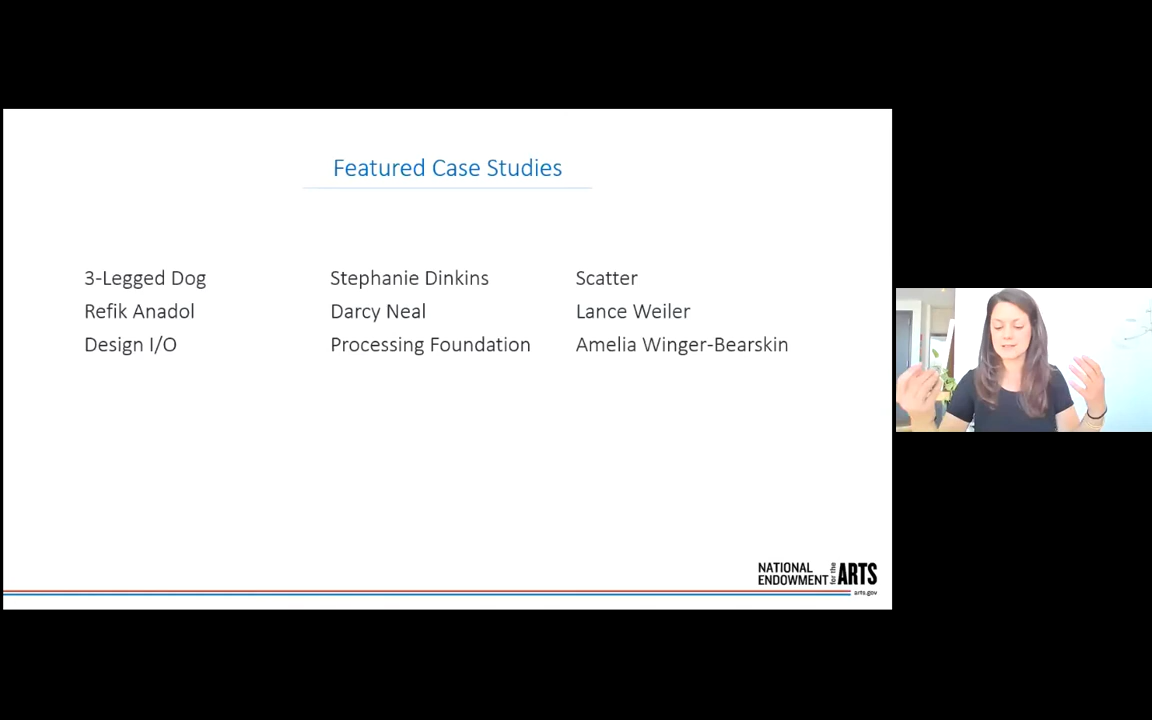 Featured Case Studies
3-Legged Dog
Refik Anadol
Design I/O
Stephanie Dinkins
Darcy Neal
Processing Foundation
Scatter
Lance Weiler
Amelia Winger-Bearskin
NATIONAL
ENDOWMENT
for the
ARTS
arts.gov